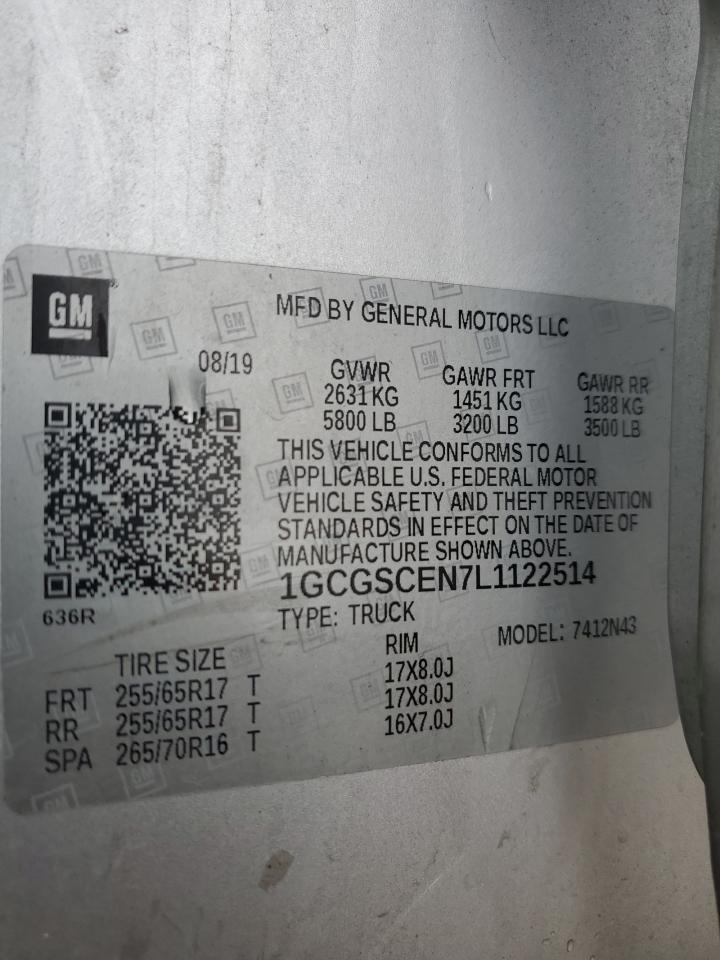 GM
MFD BY GENERAL MOTORS LLC
08/19
GVWR GAWR FRT GAWR RR
2631 KG 1451 KG 1588 KG
5800 LB 3200 LB 3500 LB
THIS VEHICLE CONFORMS TO ALL
APPLICABLE U.S. FEDERAL MOTOR
VEHICLE SAFETY AND THEFT PREVENTION
STANDARDS IN EFFECT ON THE DATE OF
MANUFACTURE SHOWN ABOVE.
1GCGSCEN7L1122514
636R
TYPE: TRUCK
MODEL: 7412N43
TIRE SIZE RIM
FRT 255/65R17 T 17X8.0J
RR 255/65R17 T 17X8.0J
SPA 265/70R16 T 16X7.0J